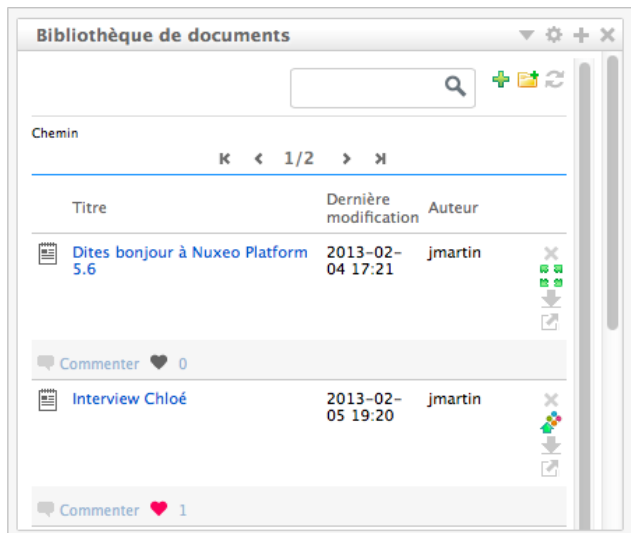 Bibliothèque de documents
Chemin
1/2
Titre
Dernière
modification
Auteur
Dites bonjour à Nuxeo Platform
5.6
2013-02-
04 17:21
jmartin
Commenter 0
Interview Chloé
2013-02-
05 19:20
jmartin
Commenter 1